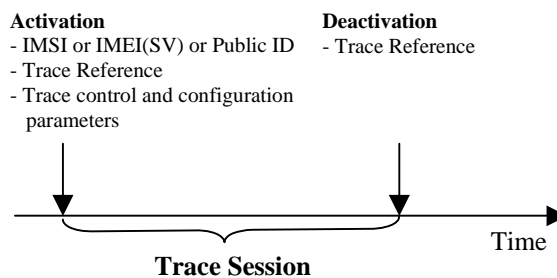 Activation
- IMSI or IMEI(SV) or Public ID
- Trace Reference
- Trace control and configuration
parameters
Deactivation
- Trace Reference
Time
Trace Session